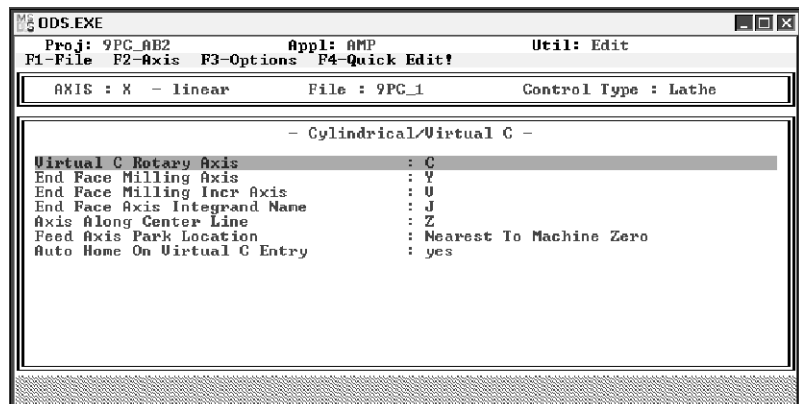 ODS.EXE
Proj: 9PC_AB2 Appl: AMP Util: Edit
F1-File F2-Axis F3-Options F4-Quick Edit!
AXIS : X - linear File : 9PC_1 Control Type : Lathe
- Cylindrical/Virtual C -
Virtual C Rotary Axis : C
End Face Milling Axis : Y
End Face Milling Incr Axis : V
End Face Axis Integrand Name : J
Axis Along Center Line : Z
Feed Axis Park Location : Nearest To Machine Zero
Auto Home On Virtual C Entry : yes